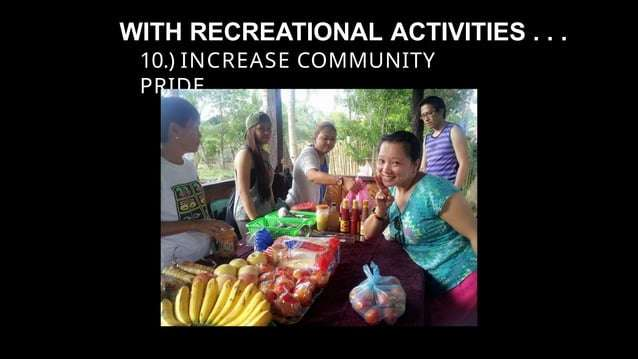 WITH RECREATIONAL ACTIVITIES . . .
10.) INCREASE COMMUNITY
PRIDE